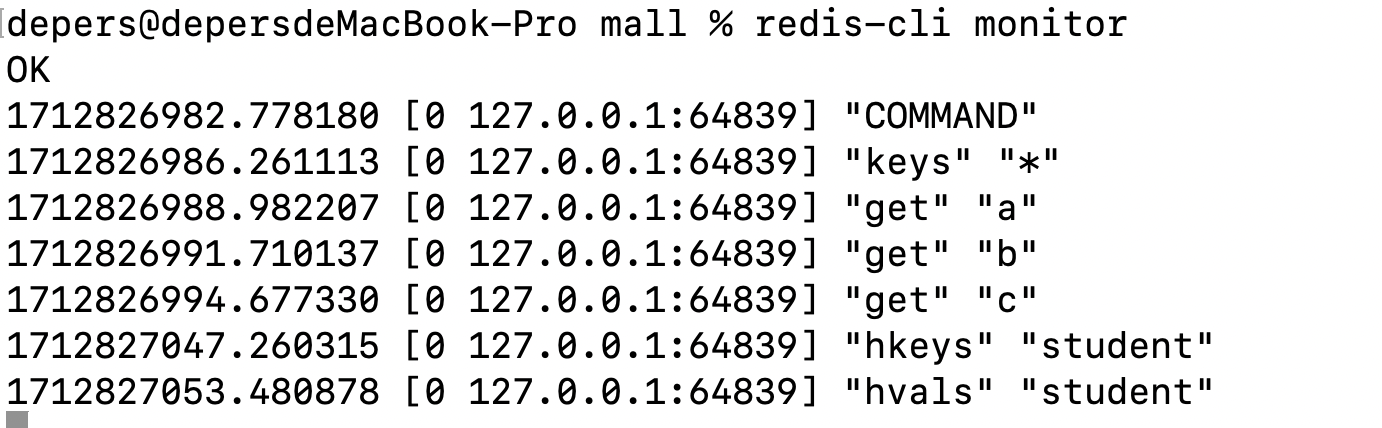 depers@depersdeMacBook-Pro mall % redis-cli monitor
OK
1712826982.778180 [0 127.0.0.1:64839] "COMMAND"
1712826986.261113 [0 127.0.0.1:64839] "keys" "*"
1712826988.982207 [0 127.0.0.1:64839] "get" "a"
1712826991.710137 [0 127.0.0.1:64839] "get" "b"
1712826994.677330 [0 127.0.0.1:64839] "get" "c"
1712827047.260315 [0 127.0.0.1:64839] "hkeys" "student"
1712827053.480878 [0 127.0.0.1:64839] "hvals" "student"